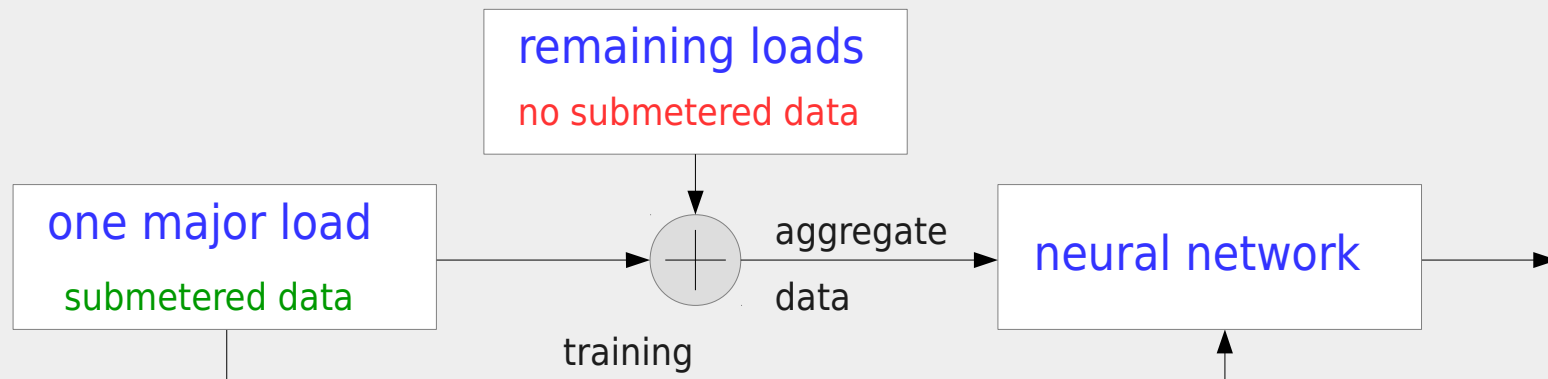 remaining loads
no submetered data
one major load
submetered data
aggregate
data
neural network
training